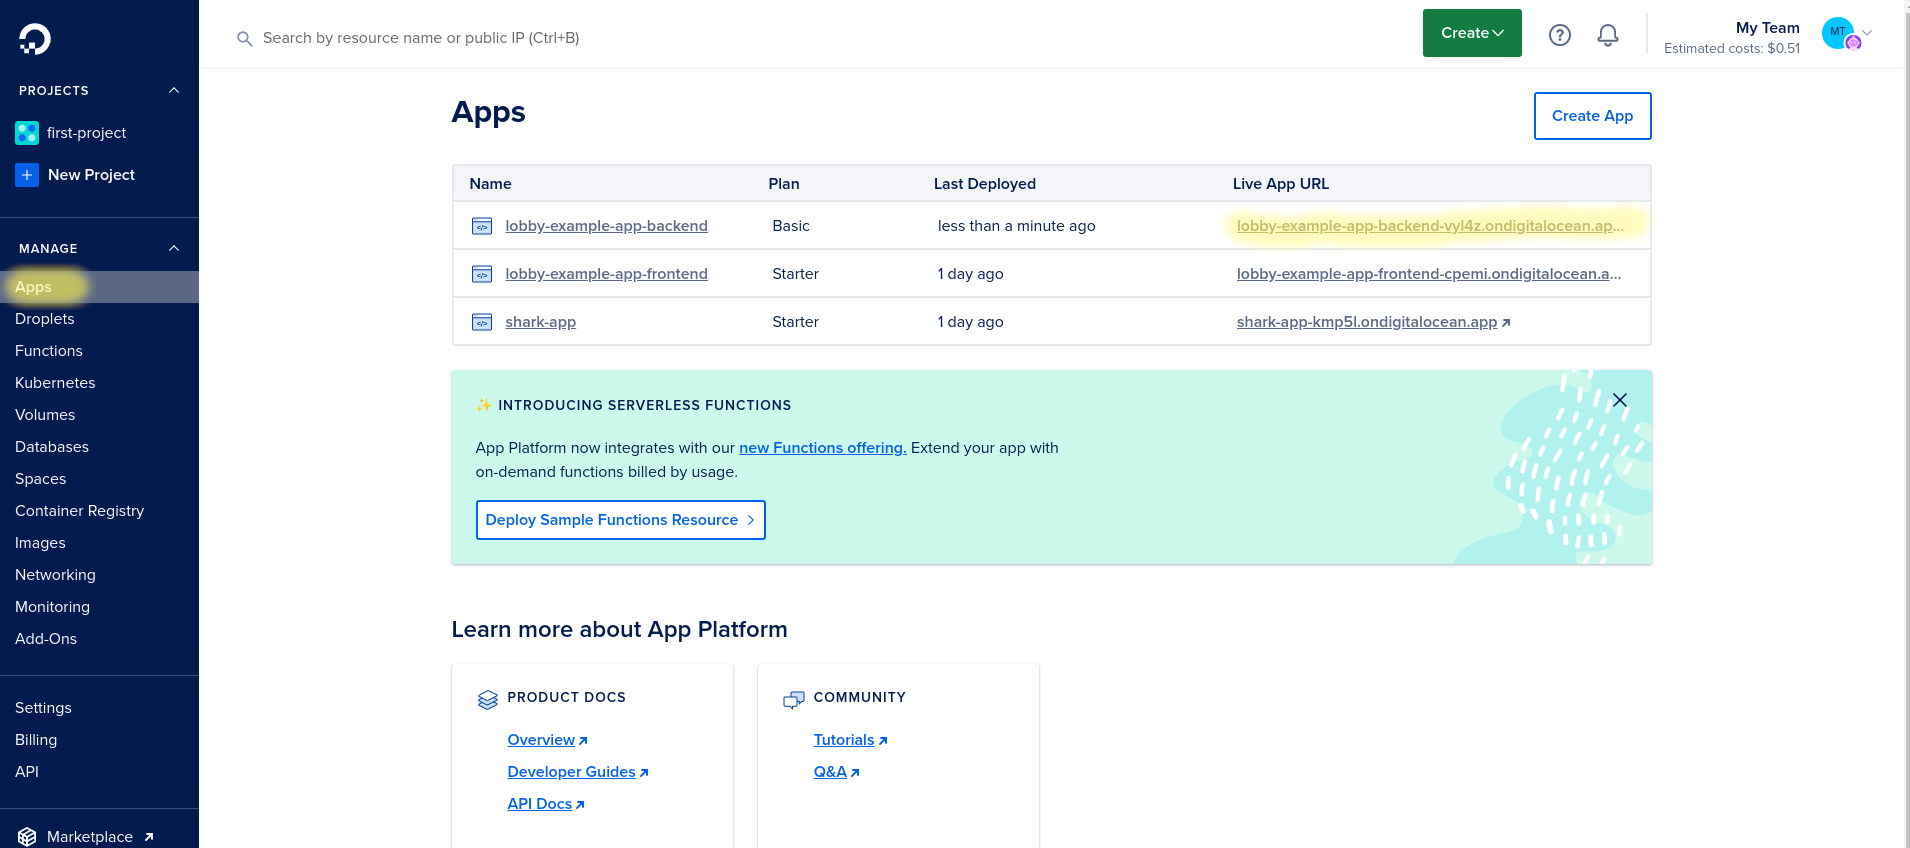 Search by resource name or public IP (Ctrl+B)
Create
?
My Team
Estimated costs: $0.51
MT
PROJECTS
first-project
+ New Project
MANAGE
Apps
Droplets
Functions
Kubernetes
Volumes
Databases
Spaces
Container Registry
Images
Networking
Monitoring
Add-Ons
Settings
Billing
API
Marketplace
Apps
Create App
Name Plan Last Deployed Live App URL
</> lobby-example-app-backend Basic less than a minute ago lobby-example-app-backend-vyl4z.ondigitalocean.ap...
</> lobby-example-app-frontend Starter 1 day ago lobby-example-app-frontend-cpemi.ondigitalocean.a...
</> shark-app Starter 1 day ago shark-app-kmp5l.ondigitalocean.app
✨ INTRODUCING SERVERLESS FUNCTIONS
App Platform now integrates with our new Functions offering. Extend your app with
on-demand functions billed by usage.
Deploy Sample Functions Resource
Learn more about App Platform
PRODUCT DOCS
Overview
Developer Guides
API Docs
COMMUNITY
Tutorials
Q&A